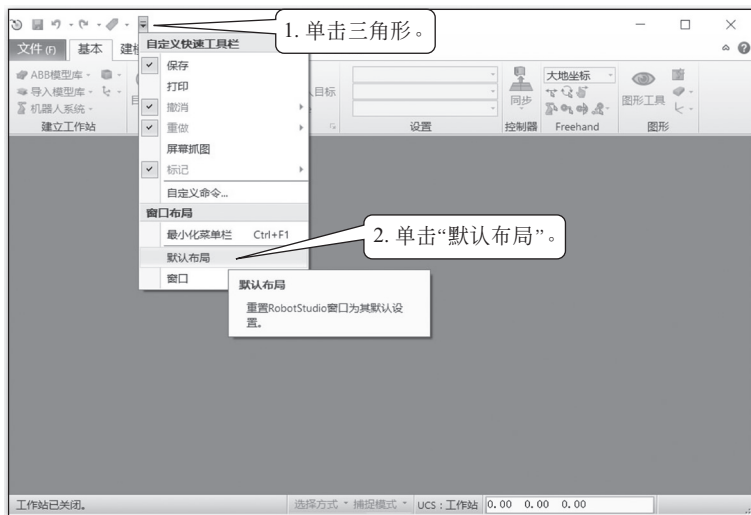 1. 单击三角形。
文件(F) 基本 建
自定义快速工具栏
保存
打印
撤消
重做
屏幕抓图
标记
自定义命令...
窗口布局
最小化菜单栏 Ctrl+F1
默认布局
窗口
2. 单击“默认布局”。
默认布局
重置RobotStudio窗口为其默认设
置。
ABB模型库
导入模型库
机器人系统
建立工作站
目标
设置
同步
控制器
大地坐标
Freehand
图形工具
图形
工作站已关闭。 选择方式 捕捉模式 UCS：工作站 0.00 0.00 0.00